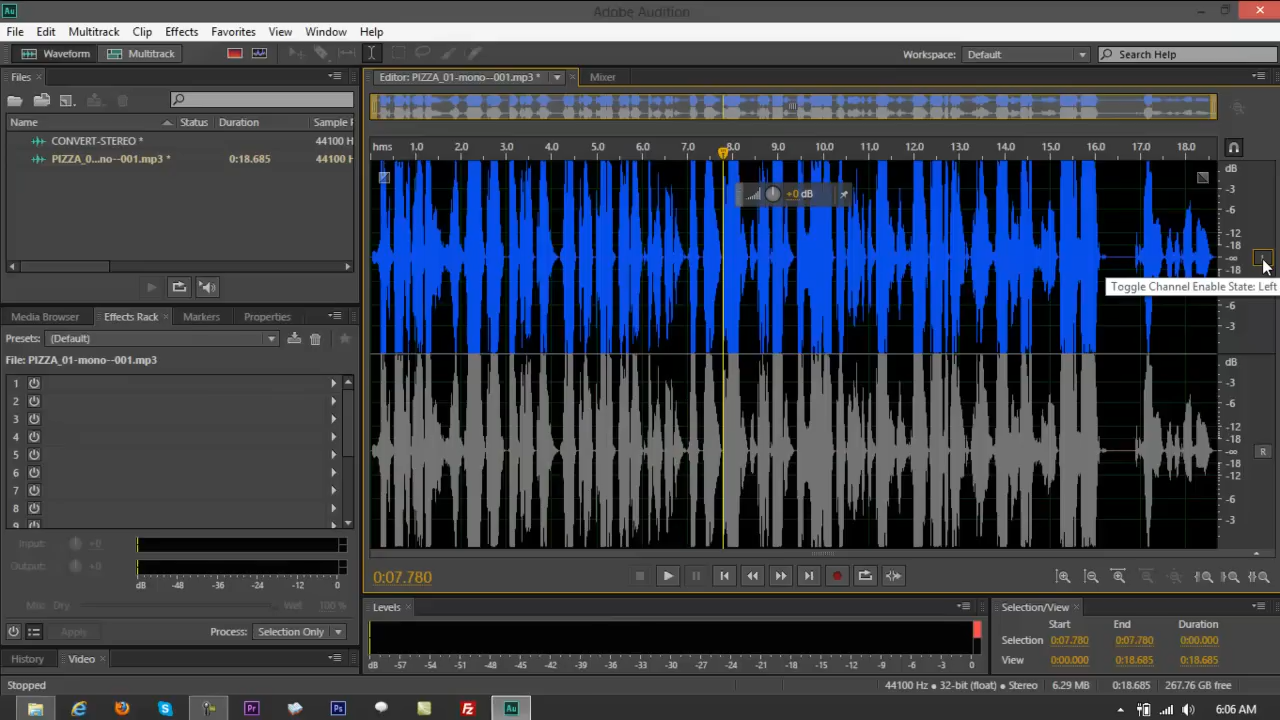 Au
Adobe Audition
File Edit Multitrack Clip Effects Favorites View Window Help
Waveform Multitrack
Workspace: Default
Search Help
Files
Name Status Duration Sample F
CONVERT-STEREO * 44100 H
PIZZA_0...no--001.mp3 * 0:18.685 44100 H
Media Browser Effects Rack Markers Properties
Presets: (Default)
File: PIZZA_01-mono--001.mp3
1
2
3
4
5
6
7
8
9
Input: +0
Output: +0
dB -48 -36 -24 -12 0
Mix: Dry Wet 100 %
Apply Process: Selection Only
History Video
Stopped
Editor: PIZZA_01-mono--001.mp3 * Mixer
hms 1.0 2.0 3.0 4.0 5.0 6.0 7.0 8.0 9.0 10.0 11.0 12.0 13.0 14.0 15.0 16.0 17.0 18.0
+0 dB
dB
-3
-6
-12
-18
-∞
-18
Toggle Channel Enable State: Left
-6
-3
dB
-3
-6
-12
-18
-∞ R
-18
-12
-6
-3
0:07.780
Levels
dB -57 -54 -51 -48 -45 -42 -39 -36 -33 -30 -27 -24 -21 -18 -15 -12 -9 -6 -3 0
Selection/View
Start End Duration
Selection 0:07.780 0:07.780 0:00.000
View 0:00.000 0:18.685 0:18.685
44100 Hz ● 32-bit (float) ● Stereo 6.29 MB 0:18.685 267.76 GB free
Pr Ps Fz Au
6:06 AM